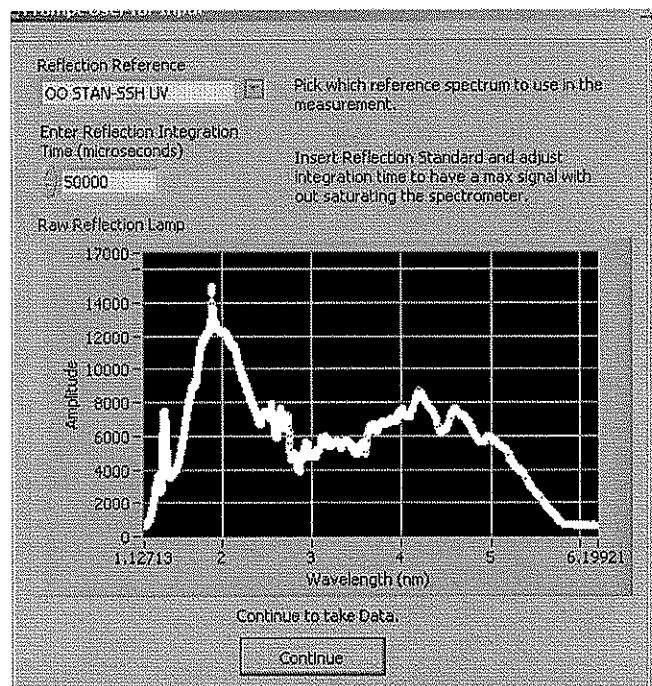 Reflection Reference
OO STAN-SSH UV
Pick which reference spectrum to use in the
measurement.
Enter Reflection Integration
Time (microseconds)
50000
Insert Reflection Standard and adjust
integration time to have a max signal with
out saturating the spectrometer.
Raw Reflection Lamp
17000
14000
12000
10000
8000
6000
4000
2000
0
Amplitude
1.12713
2
3
4
5
6.19921
Wavelength (nm)
Continue to take Data.
Continue